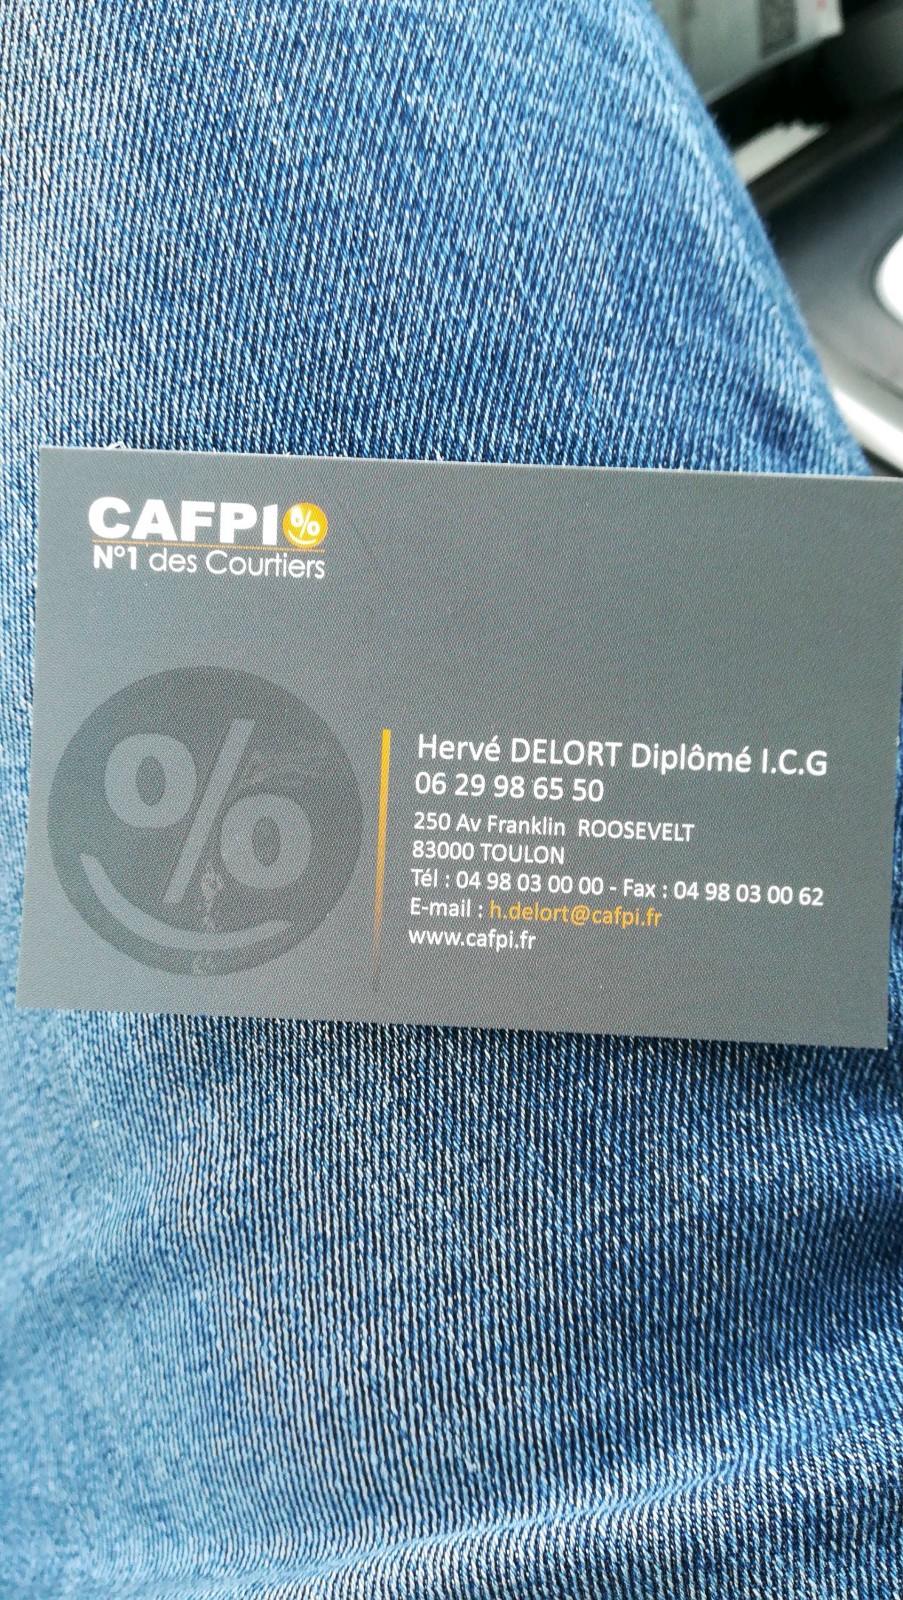 CAFPI %
N°1 des Courtiers
%
Hervé DELORT Diplômé I.C.G
06 29 98 65 50
250 Av Franklin ROOSEVELT
83000 TOULON
Tél : 04 98 03 00 00 - Fax : 04 98 03 00 62
E-mail : h.delort@cafpi.fr
www.cafpi.fr